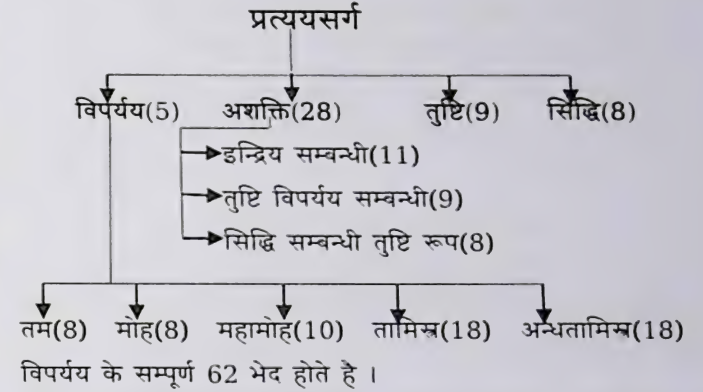 प्रत्ययसर्ग
विपर्यय(5) अशक्ति(28) तुष्टि(9) सिद्धि(8)
इन्द्रिय सम्बन्धी(11)
तुष्टि विपर्यय सम्बन्धी(9)
सिद्धि सम्बन्धी तुष्टि रूप(8)
तम(8) मोह(8) महामोह(10) तामिस्र(18) अन्धतामिस्र(18)
विपर्यय के सम्पूर्ण 62 भेद होते है ।